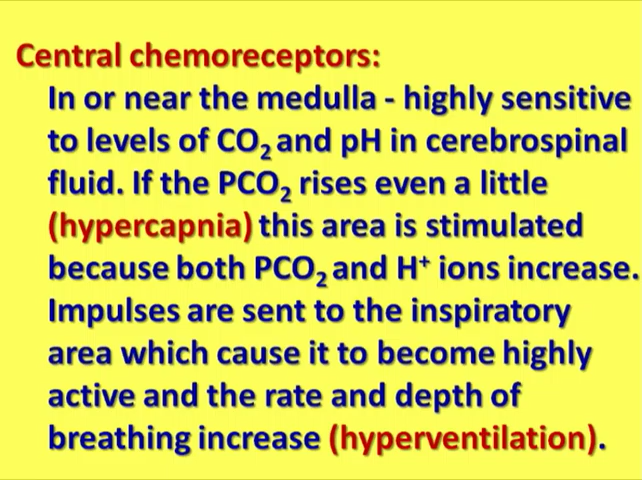 Central chemoreceptors:
In or near the medulla - highly sensitive
to levels of CO₂ and pH in cerebrospinal
fluid. If the PCO₂ rises even a little
(hypercapnia) this area is stimulated
because both PCO₂ and H⁺ ions increase.
Impulses are sent to the inspiratory
area which cause it to become highly
active and the rate and depth of
breathing increase (hyperventilation).